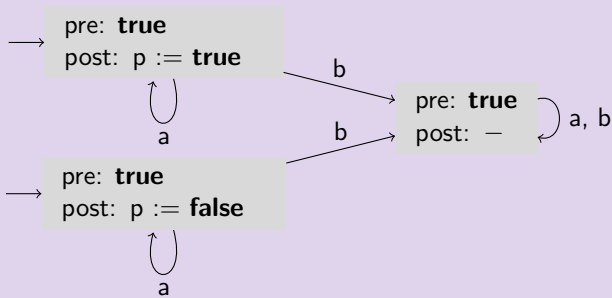 pre: true
post: p := true
a
b
pre: true
post: −
a, b
b
pre: true
post: p := false
a